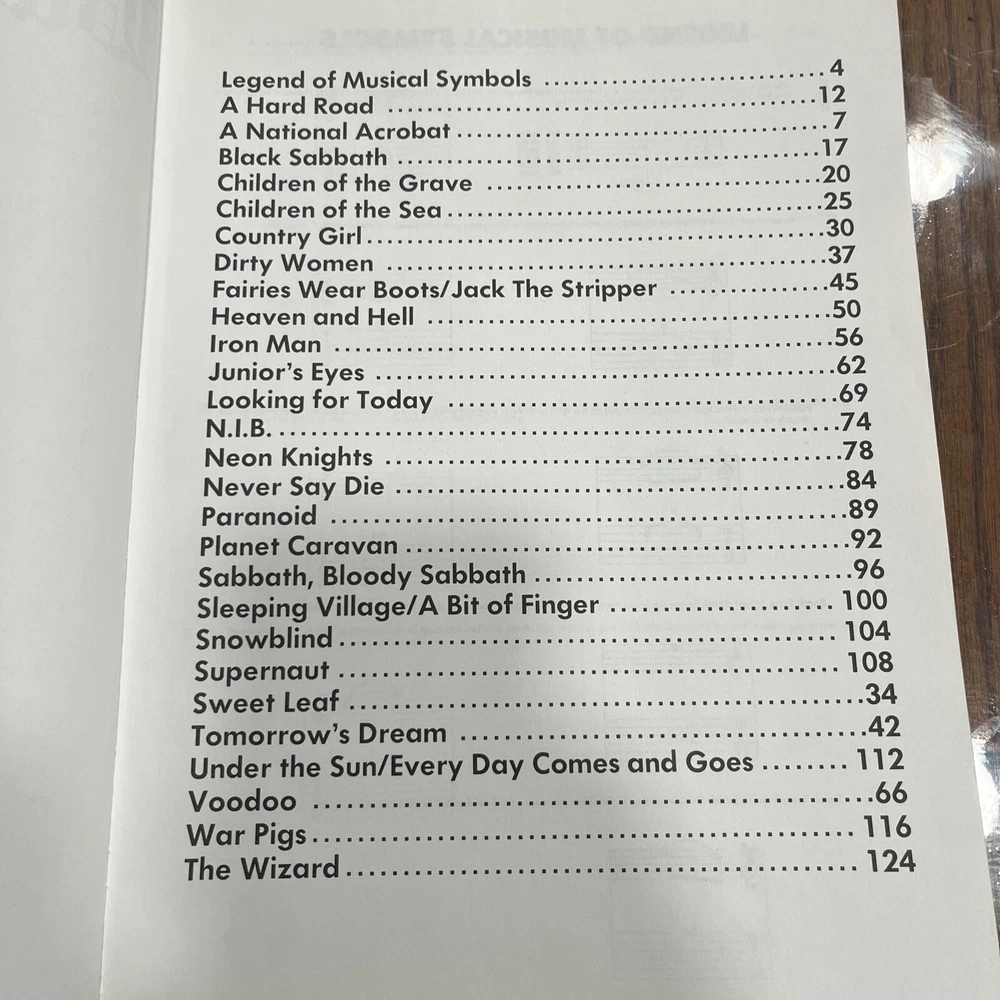 Legend of Musical Symbols ............................. 4
A Hard Road .............................................12
A National Acrobat ...................................... 7
Black Sabbath ...........................................17
Children of the Grave ...................................20
Children of the Sea .....................................25
Country Girl ............................................30
Dirty Women .............................................37
Fairies Wear Boots/Jack The Stripper .................45
Heaven and Hell .........................................50
Iron Man ................................................56
Junior's Eyes ...........................................62
Looking for Today .......................................69
N.I.B. ..................................................74
Neon Knights ............................................78
Never Say Die ...........................................84
Paranoid ................................................89
Planet Caravan ..........................................92
Sabbath, Bloody Sabbath .................................96
Sleeping Village/A Bit of Finger ....................... 100
Snowblind .............................................. 104
Supernaut .............................................. 108
Sweet Leaf ..............................................34
Tomorrow's Dream ........................................42
Under the Sun/Every Day Comes and Goes ........ 112
Voodoo ..................................................66
War Pigs ............................................... 116
The Wizard ............................................. 124